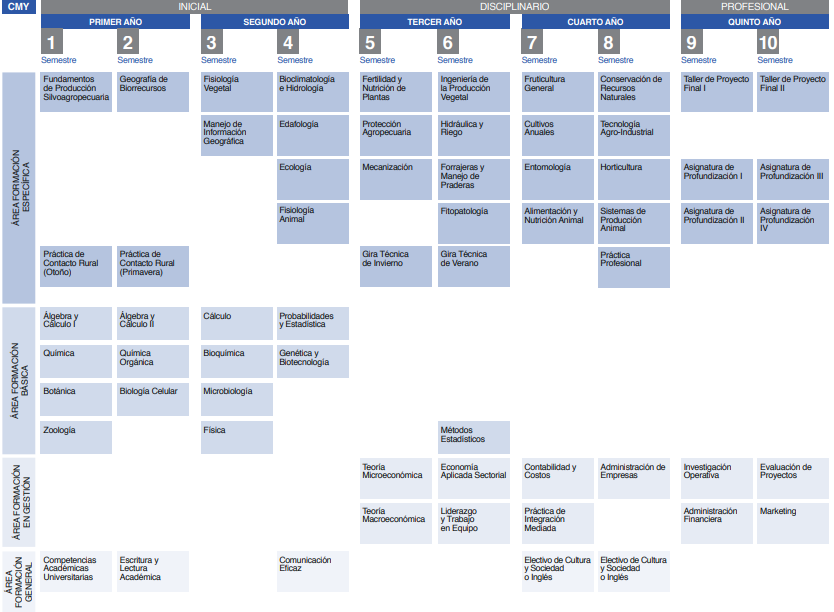 CMY
INICIAL
DISCIPLINARIO
PROFESIONAL
PRIMER AÑO
SEGUNDO AÑO
TERCER AÑO
CUARTO AÑO
QUINTO AÑO
1
2
3
4
5
6
7
8
9
10
Semestre
Semestre
Semestre
Semestre
Semestre
Semestre
Semestre
Semestre
Semestre
Semestre
ÁREA FORMACIÓN
ESPECÍFICA
Fundamentos
de Producción
Silvoagropecuaria
Geografía de
Biorrecursos
Fisiología
Vegetal
Bioclimatología
e Hidrología
Fertilidad y
Nutrición de
Plantas
Ingeniería de
la Producción
Vegetal
Fruticultura
General
Conservación de
Recursos
Naturales
Taller de Proyecto
Final I
Taller de Proyecto
Final II
Manejo de
Información
Geográfica
Edafología
Protección
Agropecuaria
Hidráulica y
Riego
Cultivos
Anuales
Tecnología
Agro-Industrial
Ecología
Mecanización
Forrajeras y
Manejo de
Praderas
Entomología
Horticultura
Asignatura de
Profundización I
Asignatura de
Profundización III
Fisiología
Animal
Fitopatología
Alimentación y
Nutrición Animal
Sistemas de
Producción
Animal
Asignatura de
Profundización II
Asignatura de
Profundización
IV
Práctica de
Contacto Rural
(Otoño)
Práctica de
Contacto Rural
(Primavera)
Gira Técnica
de Invierno
Gira Técnica
de Verano
Práctica
Profesional
ÁREA FORMACIÓN
BÁSICA
Álgebra y
Cálculo I
Álgebra y
Cálculo II
Cálculo
Probabilidades
y Estadística
Química
Química
Orgánica
Bioquímica
Genética y
Biotecnología
Botánica
Biología Celular
Microbiología
Zoología
Física
Métodos
Estadísticos
ÁREA FORMACIÓN
EN GESTIÓN
Teoría
Microeconómica
Economía
Aplicada Sectorial
Contabilidad y
Costos
Administración de
Empresas
Investigación
Operativa
Evaluación de
Proyectos
Teoría
Macroeconómica
Liderazgo
y Trabajo
en Equipo
Práctica de
Integración
Mediada
Administración
Financiera
Marketing
ÁREA
FORMACIÓN
GENERAL
Competencias
Académicas
Universitarias
Escritura y
Lectura
Académica
Comunicación
Eficaz
Electivo de Cultura
y Sociedad
o Inglés
Electivo de Cultura
y Sociedad
o Inglés